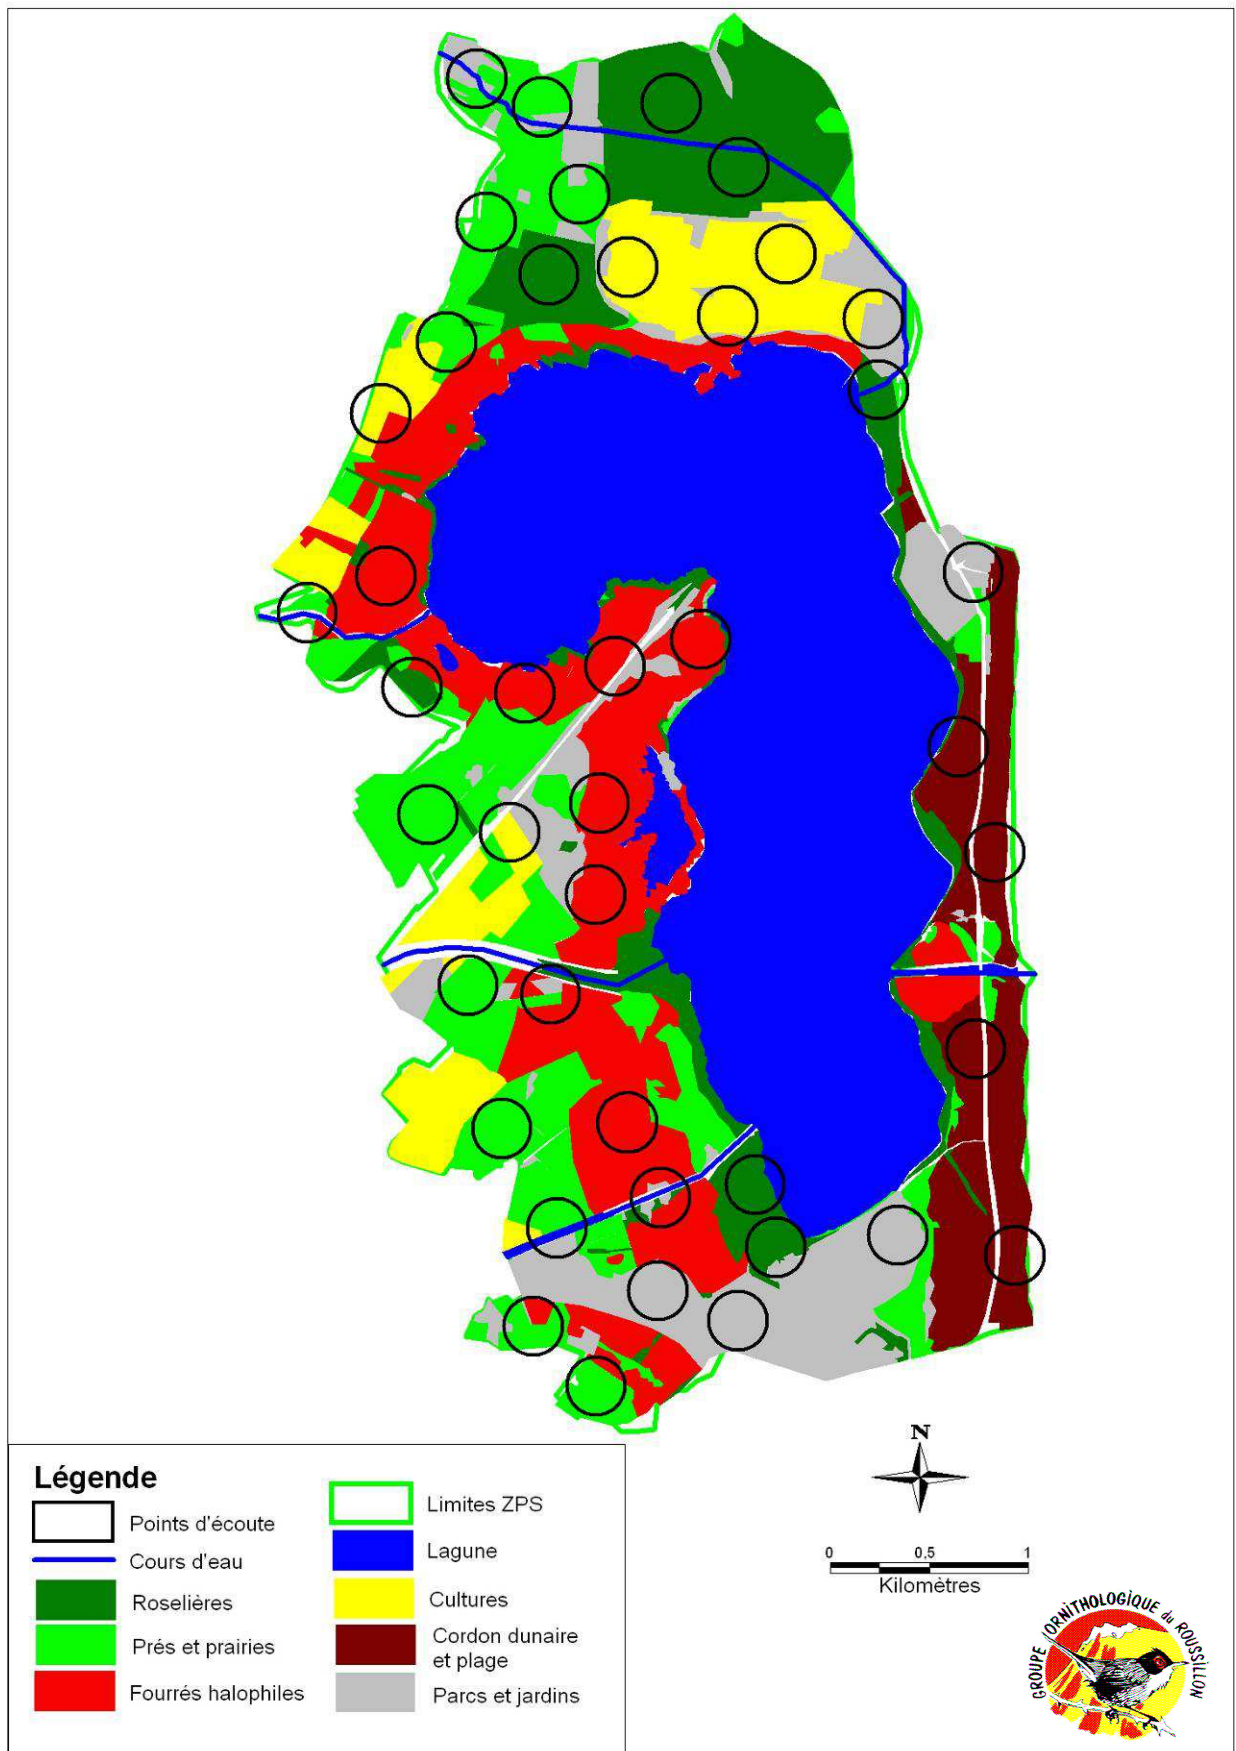 Légende
Points d'écoute
Cours d'eau
Roselières
Prés et prairies
Fourrés halophiles
Limites ZPS
Lagune
Cultures
Cordon dunaire
et plage
Parcs et jardins
N
0 0,5 1
Kilomètres
GROUPE ORNITHOLOGIQUE du ROUSSILLON